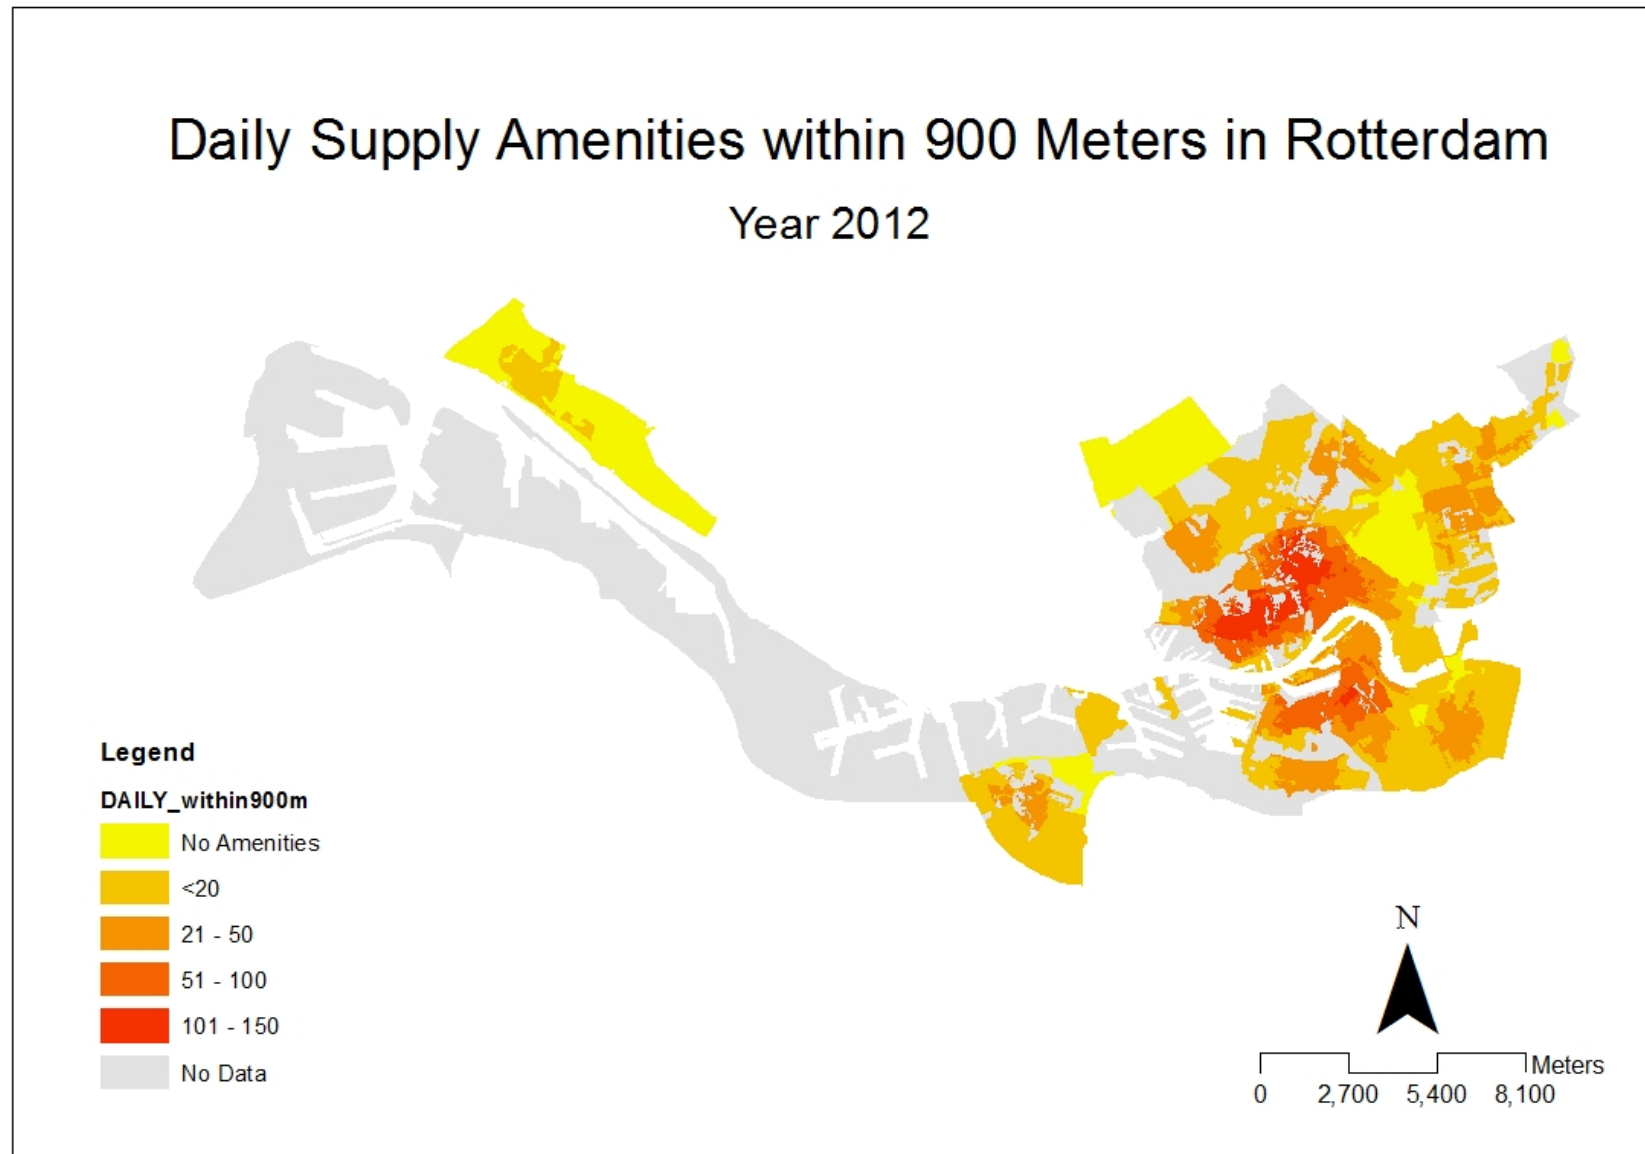 Daily Supply Amenities within 900 Meters in Rotterdam
Year 2012
Legend
DAILY_within900m
No Amenities
<20
21 - 50
51 - 100
101 - 150
No Data
N
Meters
0 2,700 5,400 8,100